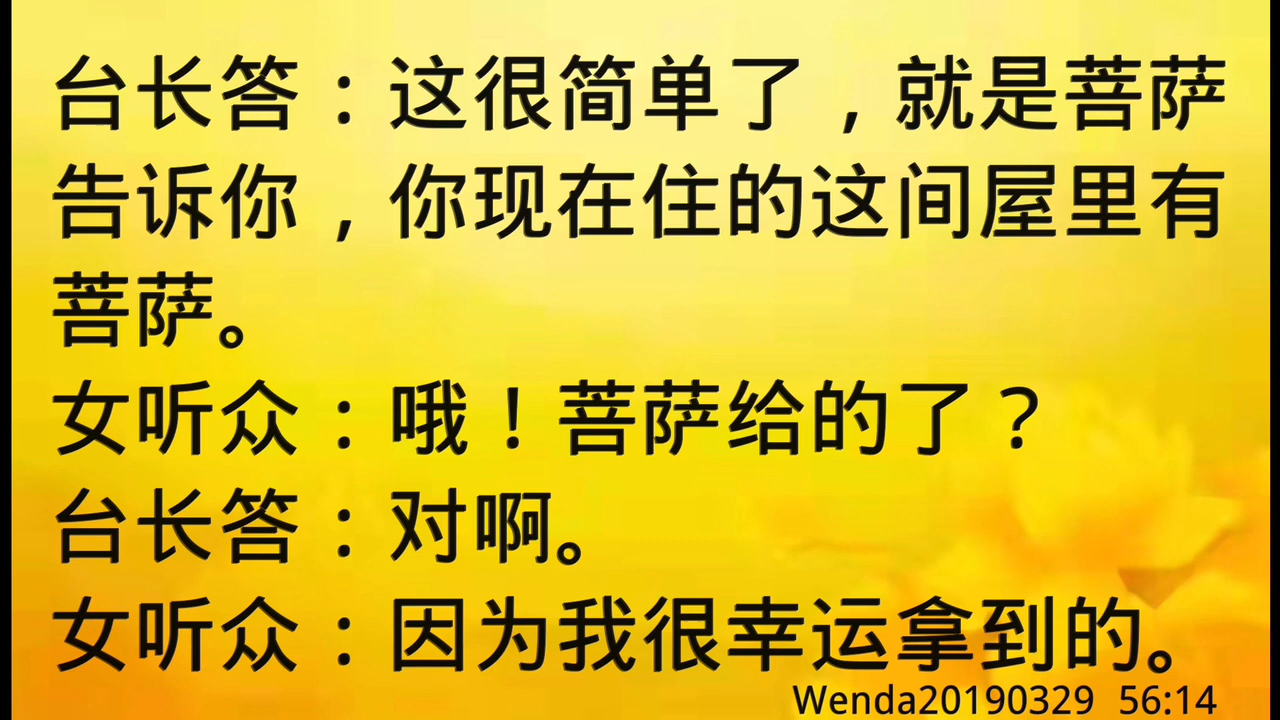 台长答：这很简单了，就是菩萨
告诉你，你现在住的这间屋里有
菩萨。
女听众：哦！菩萨给的了？
台长答：对啊。
女听众：因为我很幸运拿到的。
Wenda20190329 56:14